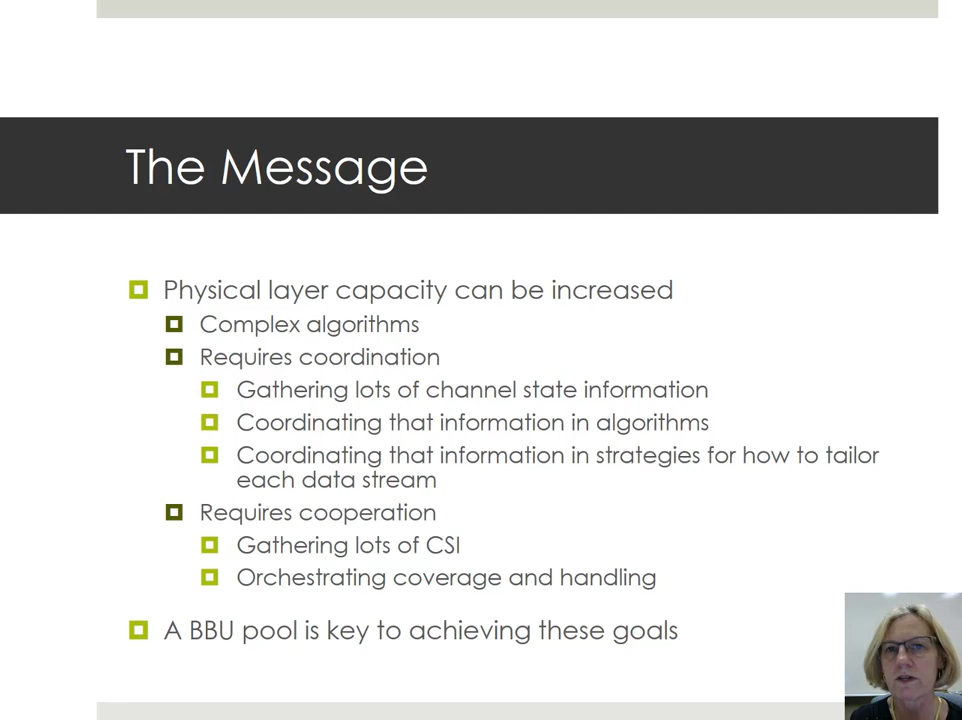 The Message
Physical layer capacity can be increased
Complex algorithms
Requires coordination
Gathering lots of channel state information
Coordinating that information in algorithms
Coordinating that information in strategies for how to tailor
each data stream
Requires cooperation
Gathering lots of CSI
Orchestrating coverage and handling
A BBU pool is key to achieving these goals